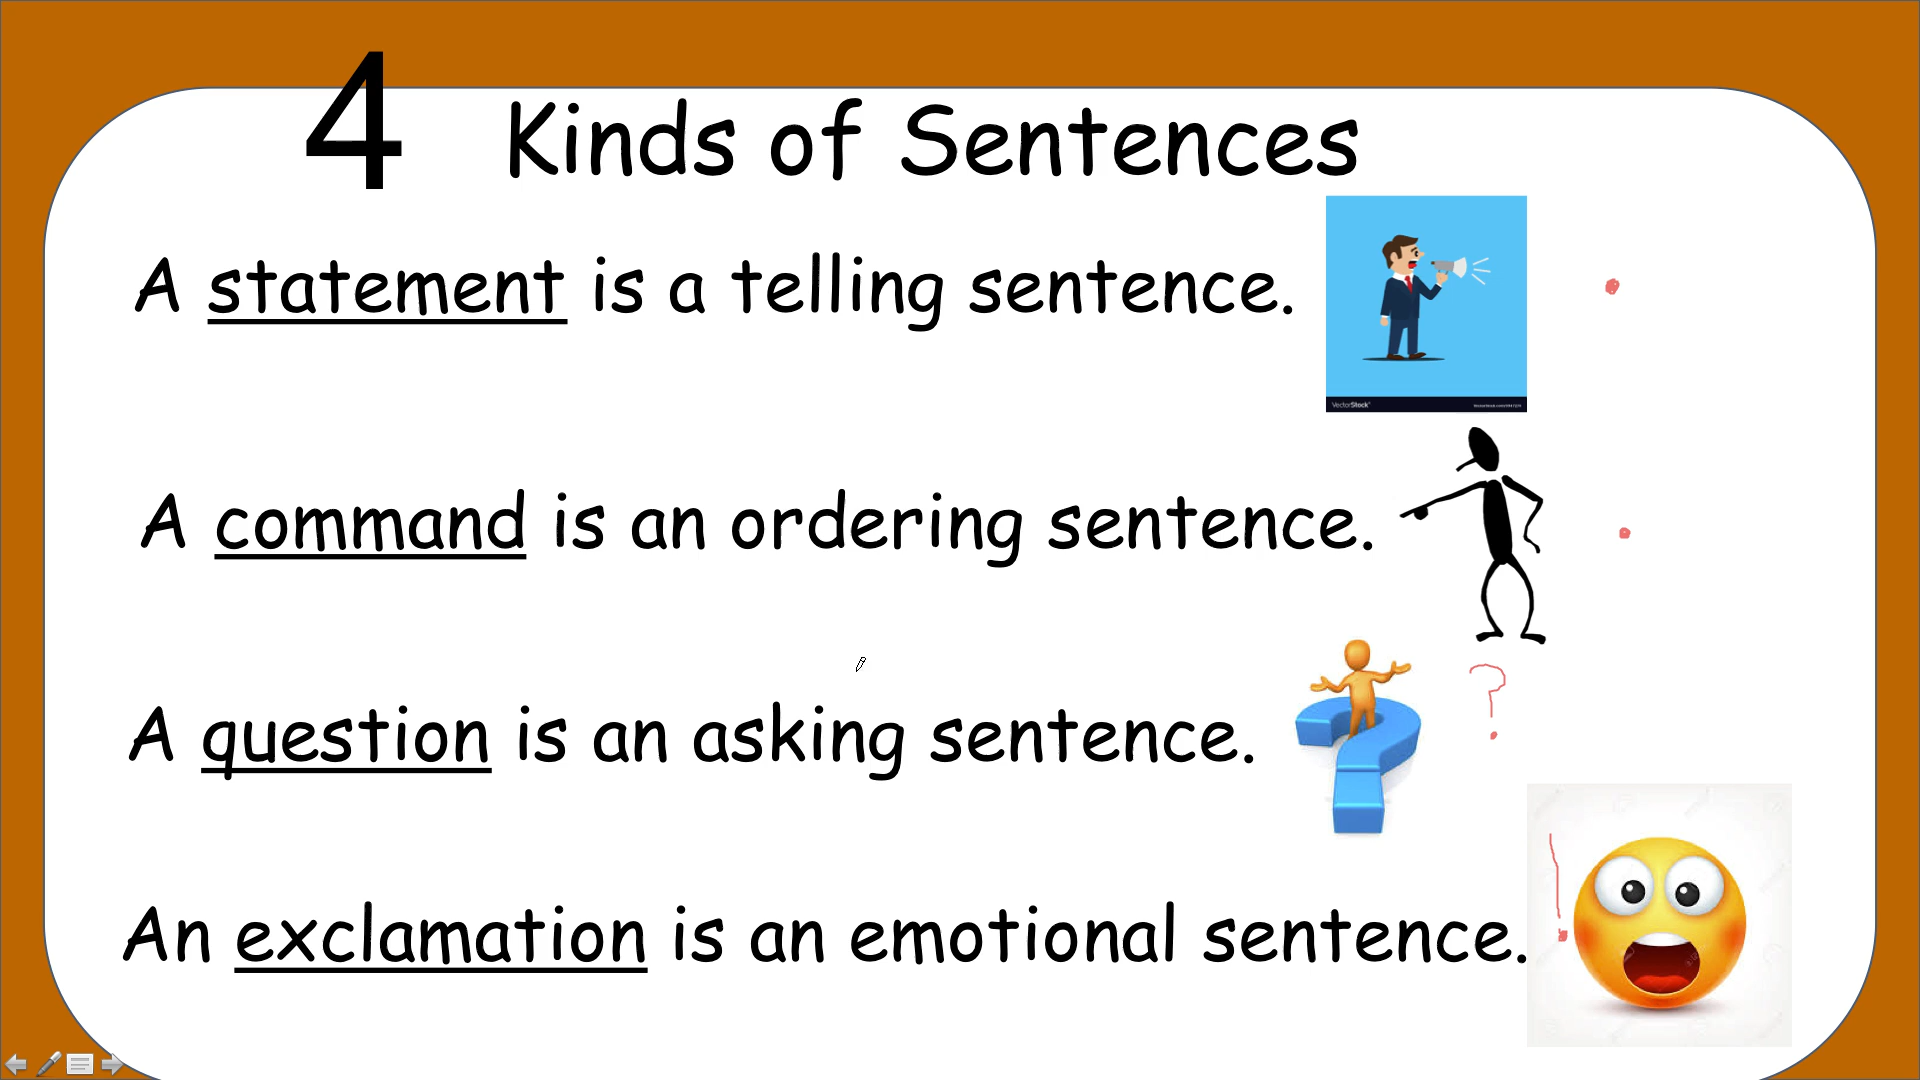 4 Kinds of Sentences
A statement is a telling sentence. .
VectorStock
A command is an ordering sentence. .
A question is an asking sentence. ?
An exclamation is an emotional sentence. !